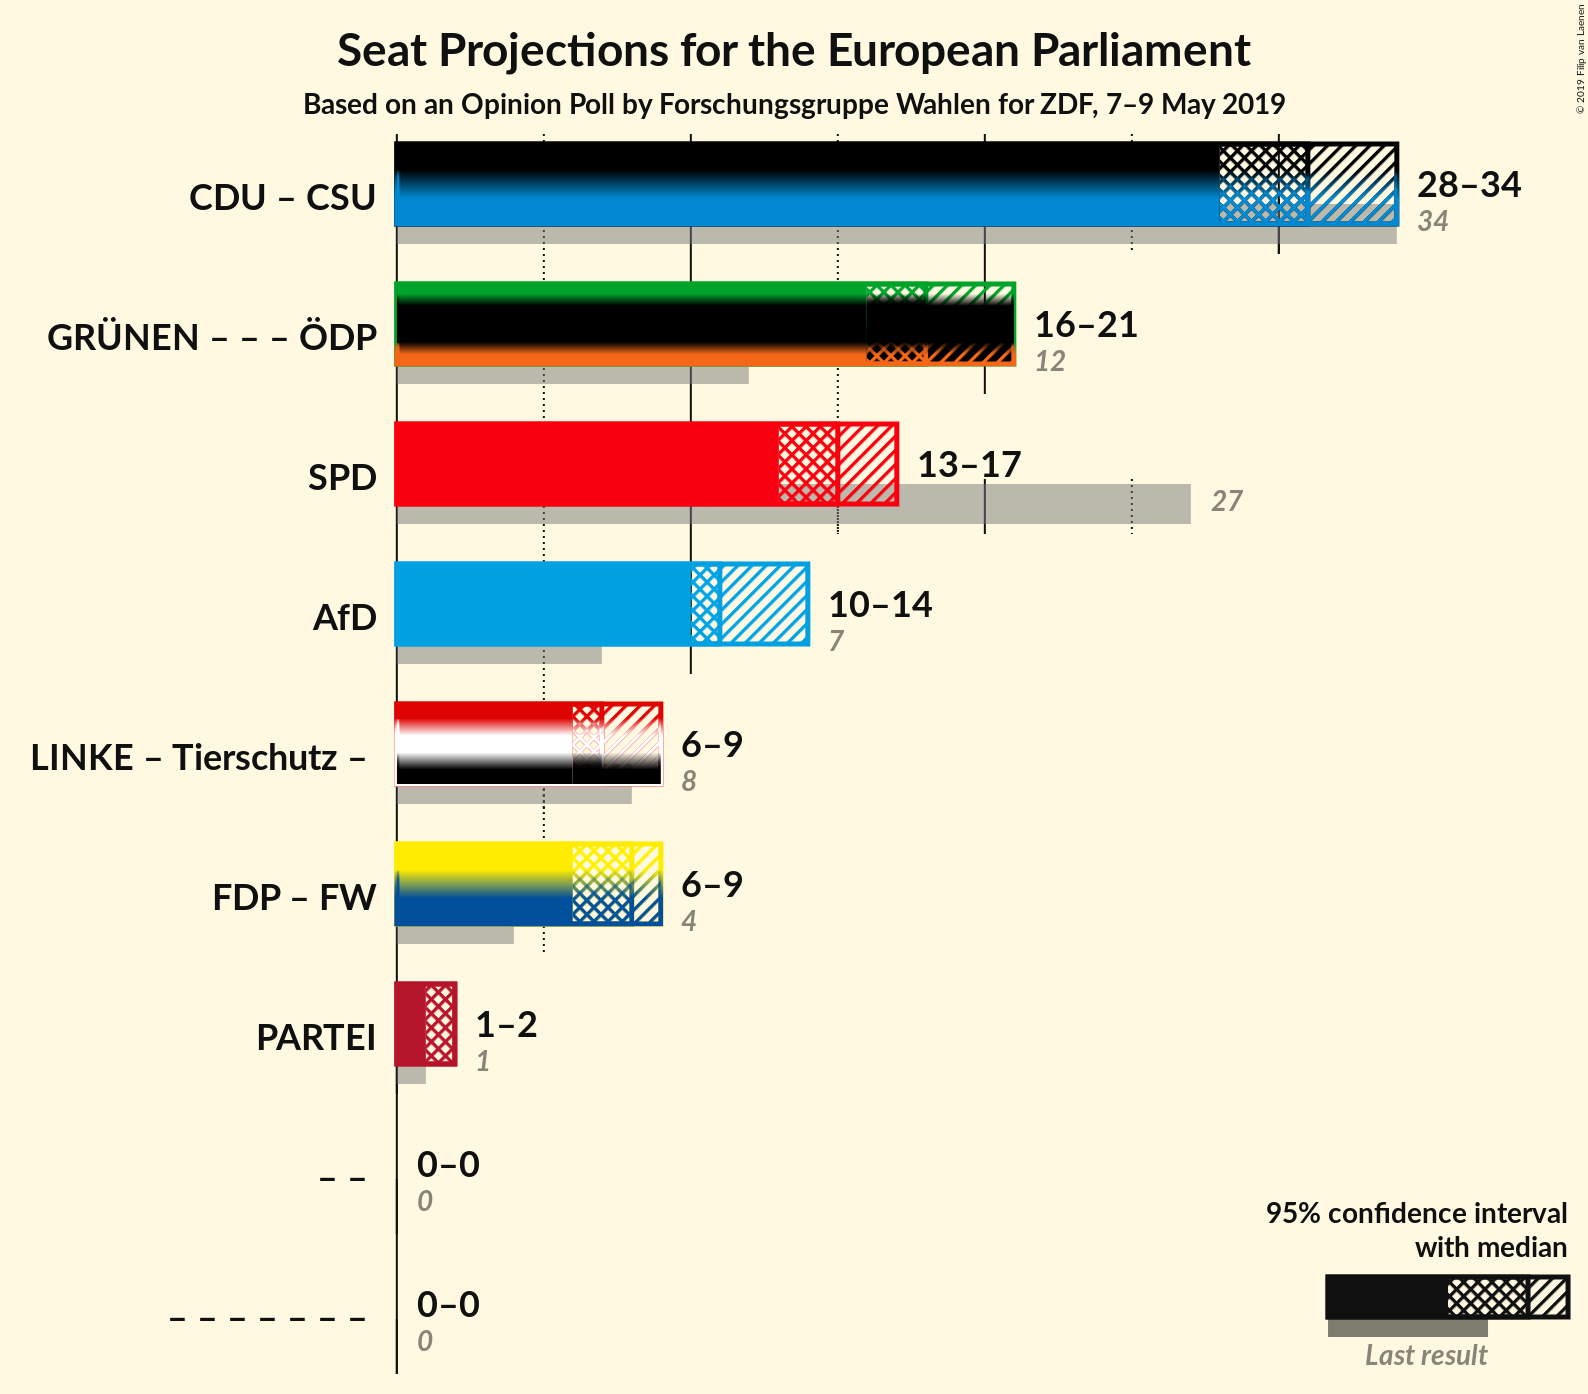 Seat Projections for the European Parliament
Based on an Opinion Poll by Forschungsgruppe Wahlen for ZDF, 7–9 May 2019
© 2019 Filip van Laenen
CDU – CSU
28–34
34
GRÜNEN – – – ÖDP
16–21
12
SPD
13–17
27
AfD
10–14
7
LINKE – Tierschutz –
6–9
8
FDP – FW
6–9
4
PARTEI
1–2
1
– –
0–0
0
– – – – – – –
0–0
0
95% confidence interval
with median
Last result